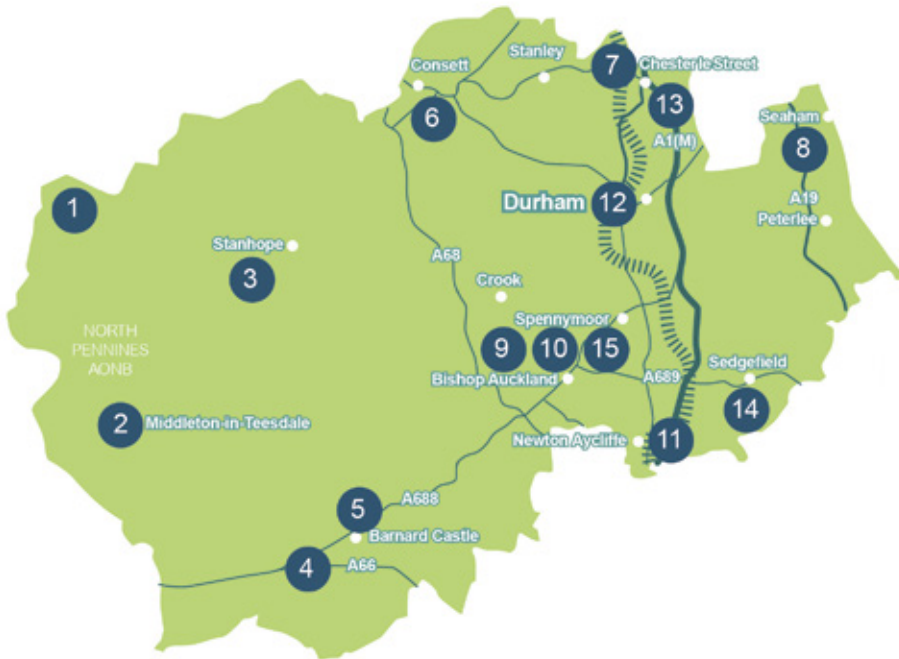 Stanley
7
Chester le Street
Consett
13
6
Seaham
A1(M)
8
Durham
12
A19
1
Peterlee
Stanhope
A68
3
Crook
NORTH
PENNINES
AONB
Spennymoor
9
10
15
Sedgefield
Bishop Auckland
A689
14
2
Middleton-in-Teesdale
Newton Aycliffe
11
A688
5
Barnard Castle
4
A66